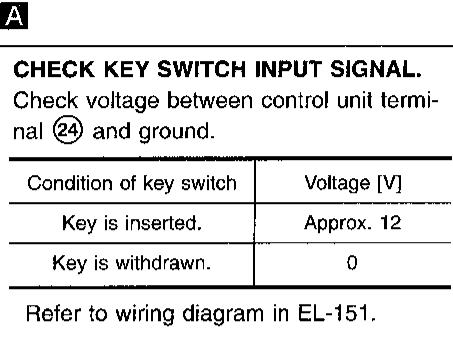 A
CHECK KEY SWITCH INPUT SIGNAL.
Check voltage between control unit termi-
nal ㉔ and ground.
Condition of key switch Voltage [V]
Key is inserted. Approx. 12
Key is withdrawn. 0
Refer to wiring diagram in EL-151.